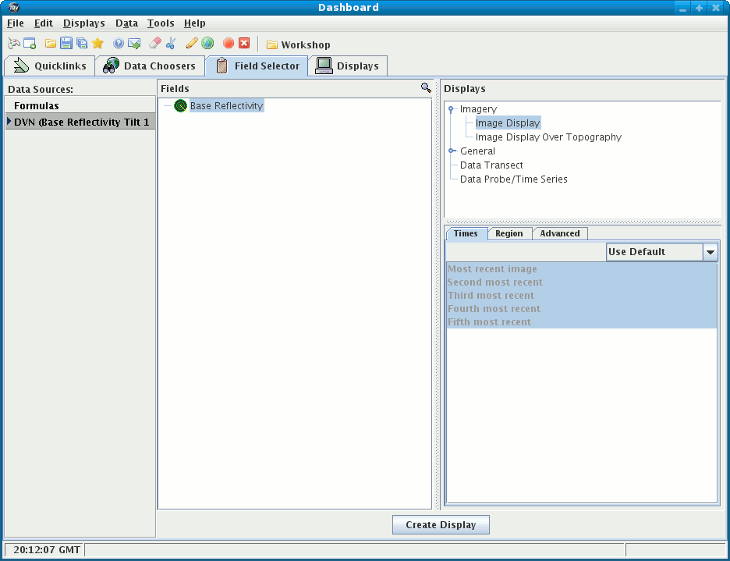 Dashboard
File Edit Displays Data Tools Help
Workshop
Quicklinks Data Choosers Field Selector Displays
Data Sources:
Formulas
DVN (Base Reflectivity Tilt 1
Fields
Base Reflectivity
Displays
Imagery
Image Display
Image Display Over Topography
General
Data Transect
Data Probe/Time Series
Times Region Advanced
Use Default
Most recent image
Second most recent
Third most recent
Fourth most recent
Fifth most recent
Create Display
20:12:07 GMT